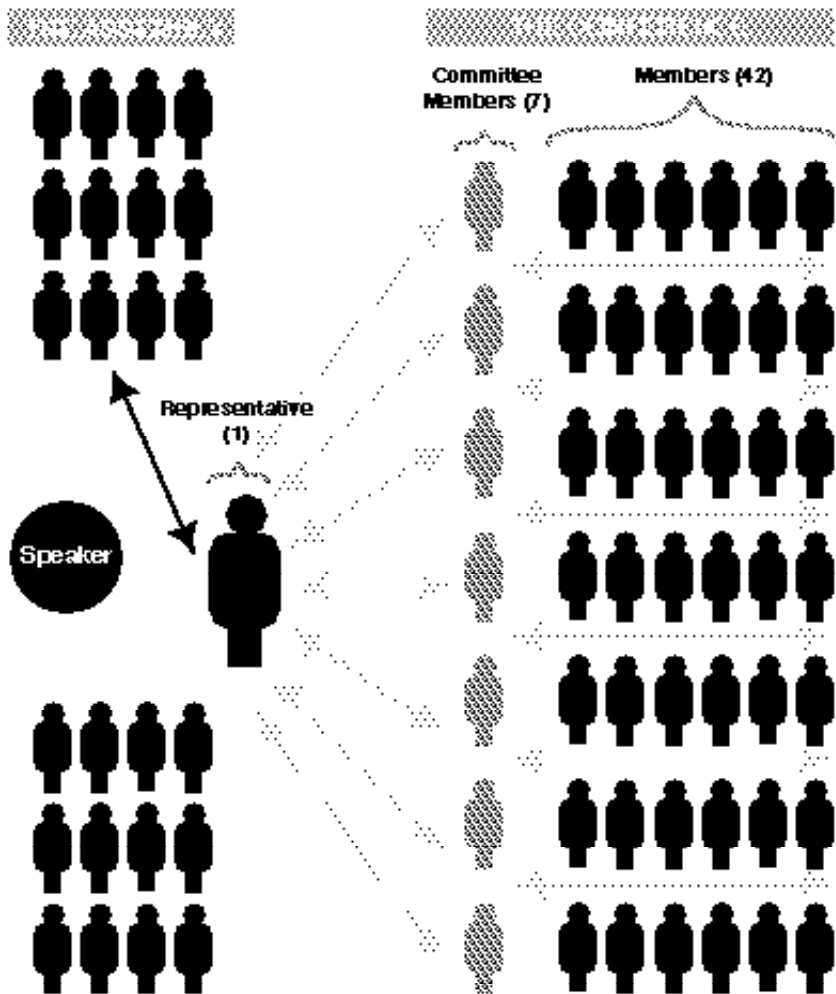 Committee
Members (7)
Members (42)
Representative
(1)
Speaker